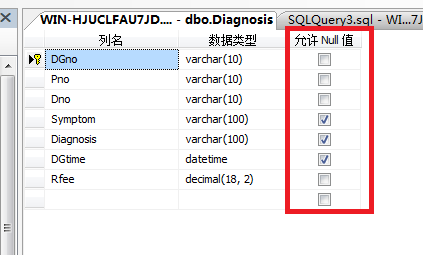 WIN-HJUCLFAU7JD.... - dbo.Diagnosis SQLQuery3.sql - WI...7J
列名 数据类型 允许 Null 值
DGno varchar(10)
Pno varchar(10)
Dno varchar(10)
Symptom varchar(100)
Diagnosis varchar(100)
DGtime datetime
Rfee decimal(18, 2)